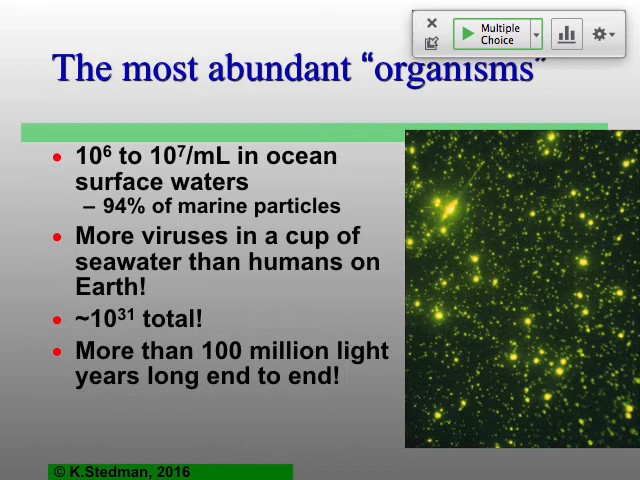 Multiple
Choice
The most abundant “organisms”
• 10⁶ to 10⁷/mL in ocean
surface waters
– 94% of marine particles
• More viruses in a cup of
seawater than humans on
Earth!
• ~10³¹ total!
• More than 100 million light
years long end to end!
© K.Stedman, 2016